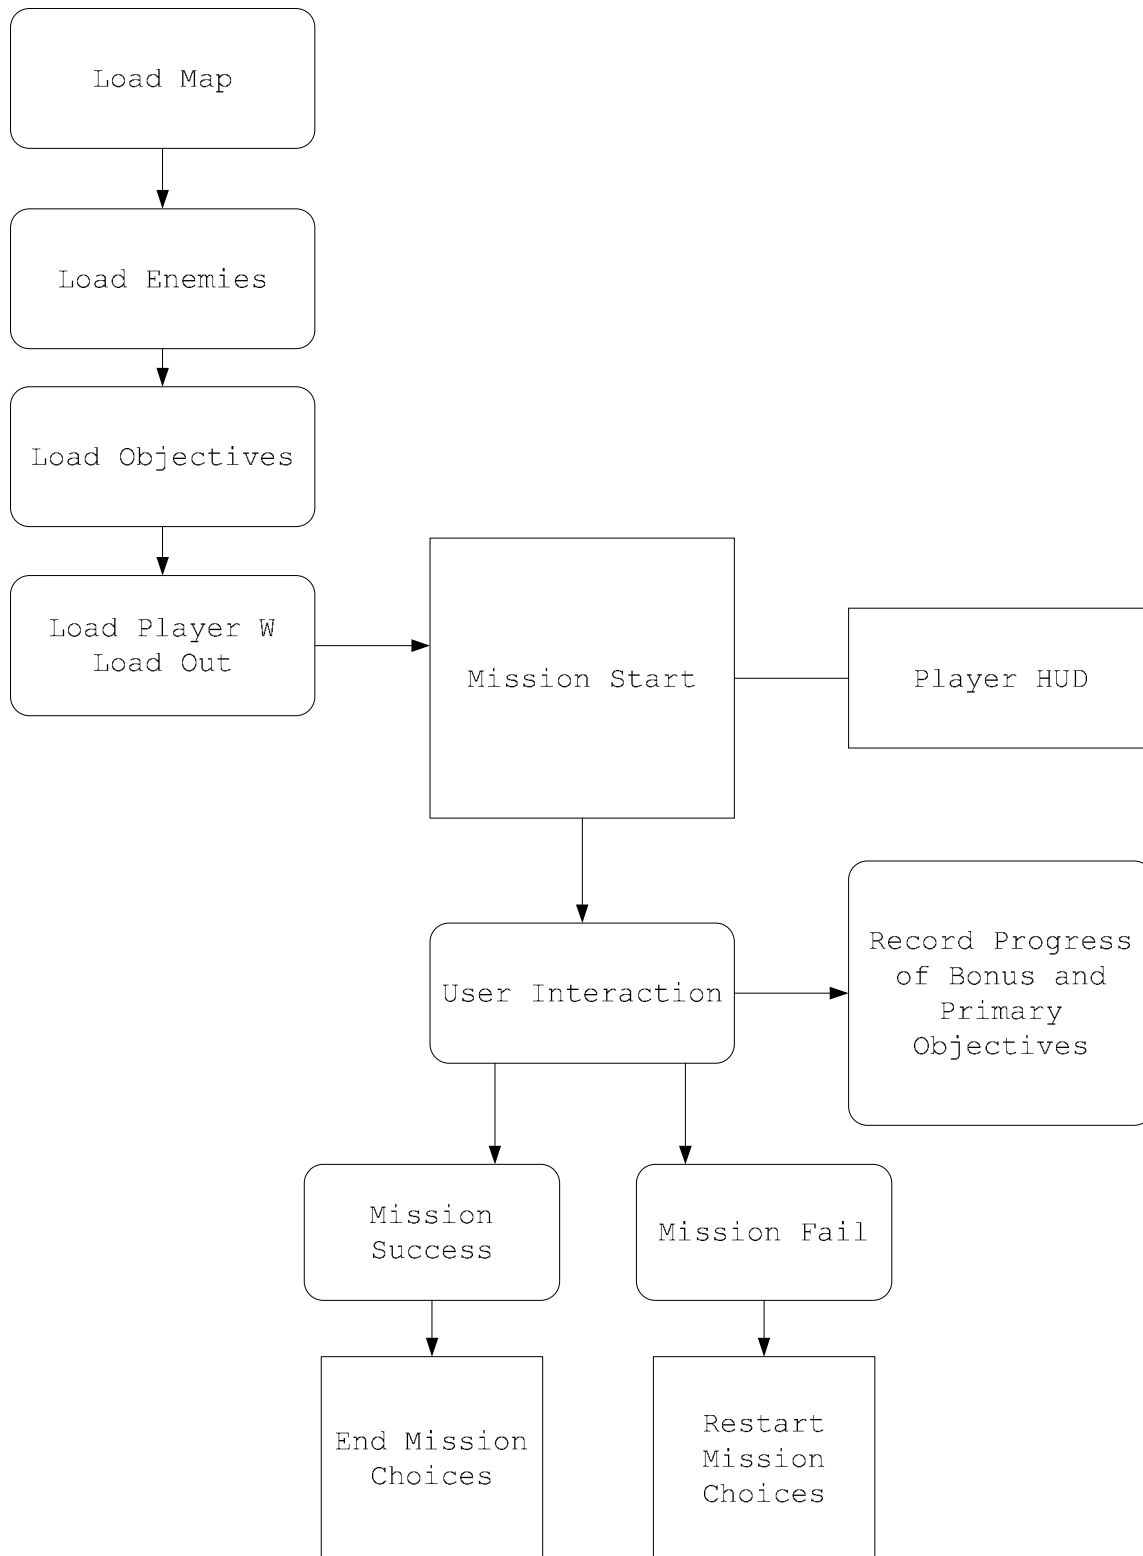 Load Map
Load Enemies
Load Objectives
Load Player W
Load Out
Mission Start
Player HUD
User Interaction
Record Progress
of Bonus and
Primary
Objectives
Mission
Success
Mission Fail
End Mission
Choices
Restart
Mission
Choices